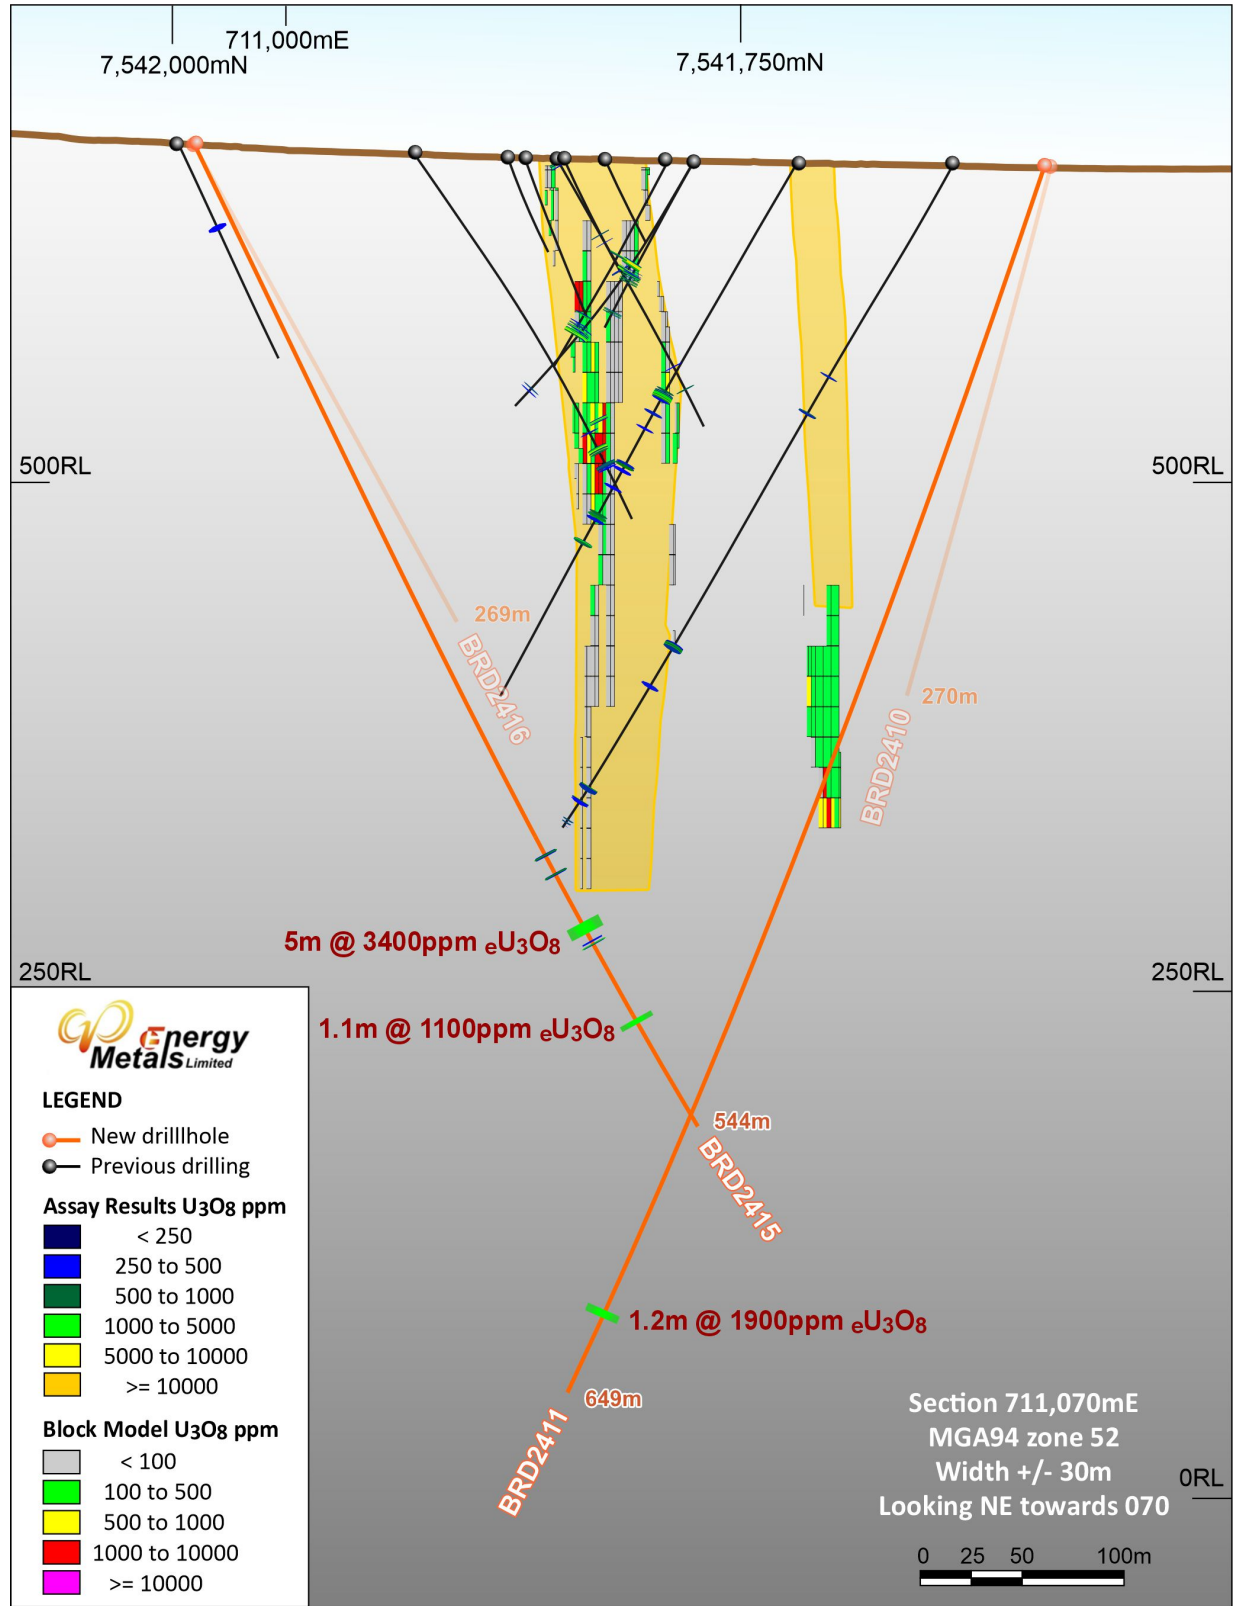 711,000mE
7,542,000mN
7,541,750mN
500RL
500RL
269m
BRD2416
270m
BRD2410
5m @ 3400ppm eU3O8
250RL
250RL
1.1m @ 1100ppm eU3O8
544m
BRD2415
1.2m @ 1900ppm eU3O8
649m
BRD2411
0RL
Energy
Metals Limited
LEGEND
New drilllhole
Previous drilling
Assay Results U3O8 ppm
< 250
250 to 500
500 to 1000
1000 to 5000
5000 to 10000
>= 10000
Block Model U3O8 ppm
< 100
100 to 500
500 to 1000
1000 to 10000
>= 10000
Section 711,070mE
MGA94 zone 52
Width +/- 30m
Looking NE towards 070
0 25 50 100m